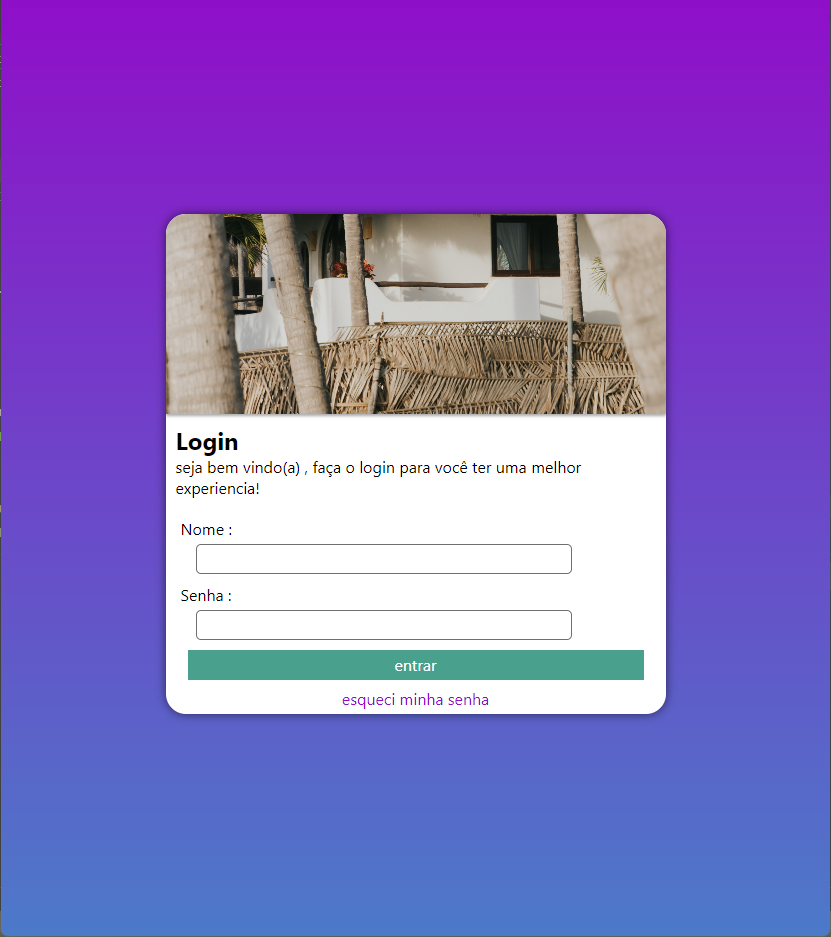 Login
seja bem vindo(a) , faça o login para você ter uma melhor
experiencia!
Nome :
Senha :
entrar
esqueci minha senha